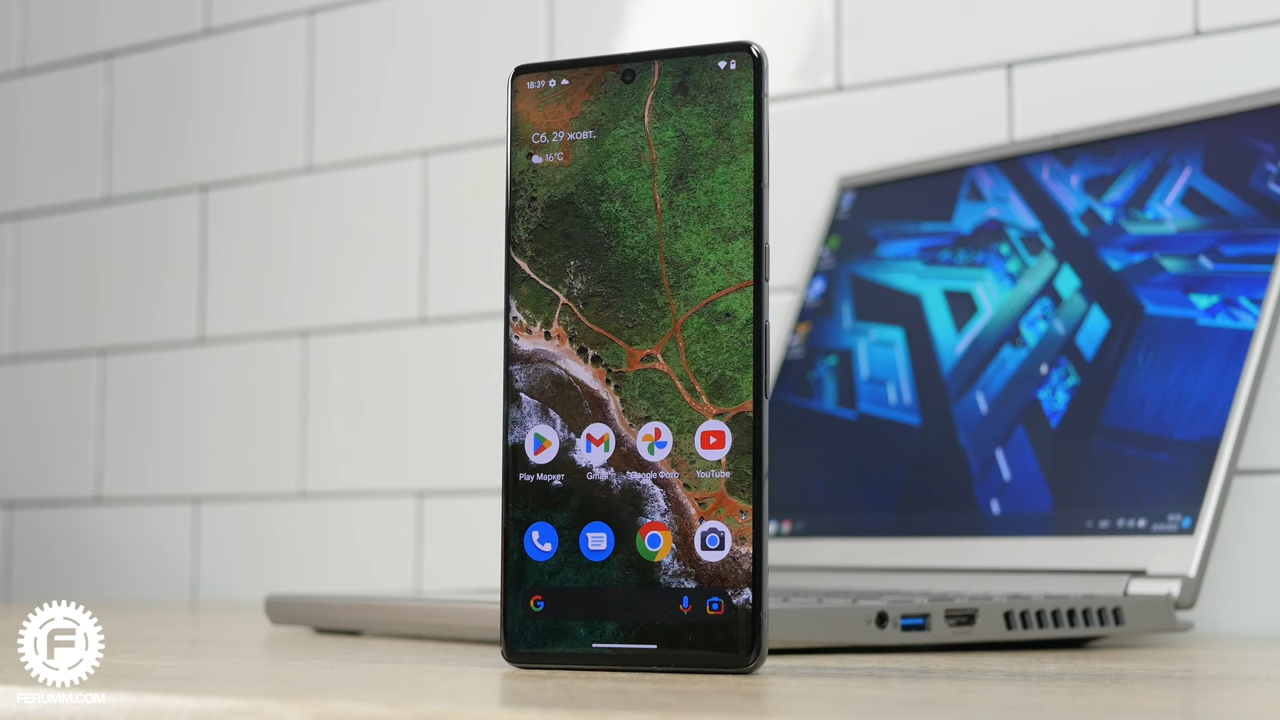 18:39
Сб, 29 жовт.
16°C
Play Маркет
Gmail
Google Фото
YouTube
F
FERUMM.COM